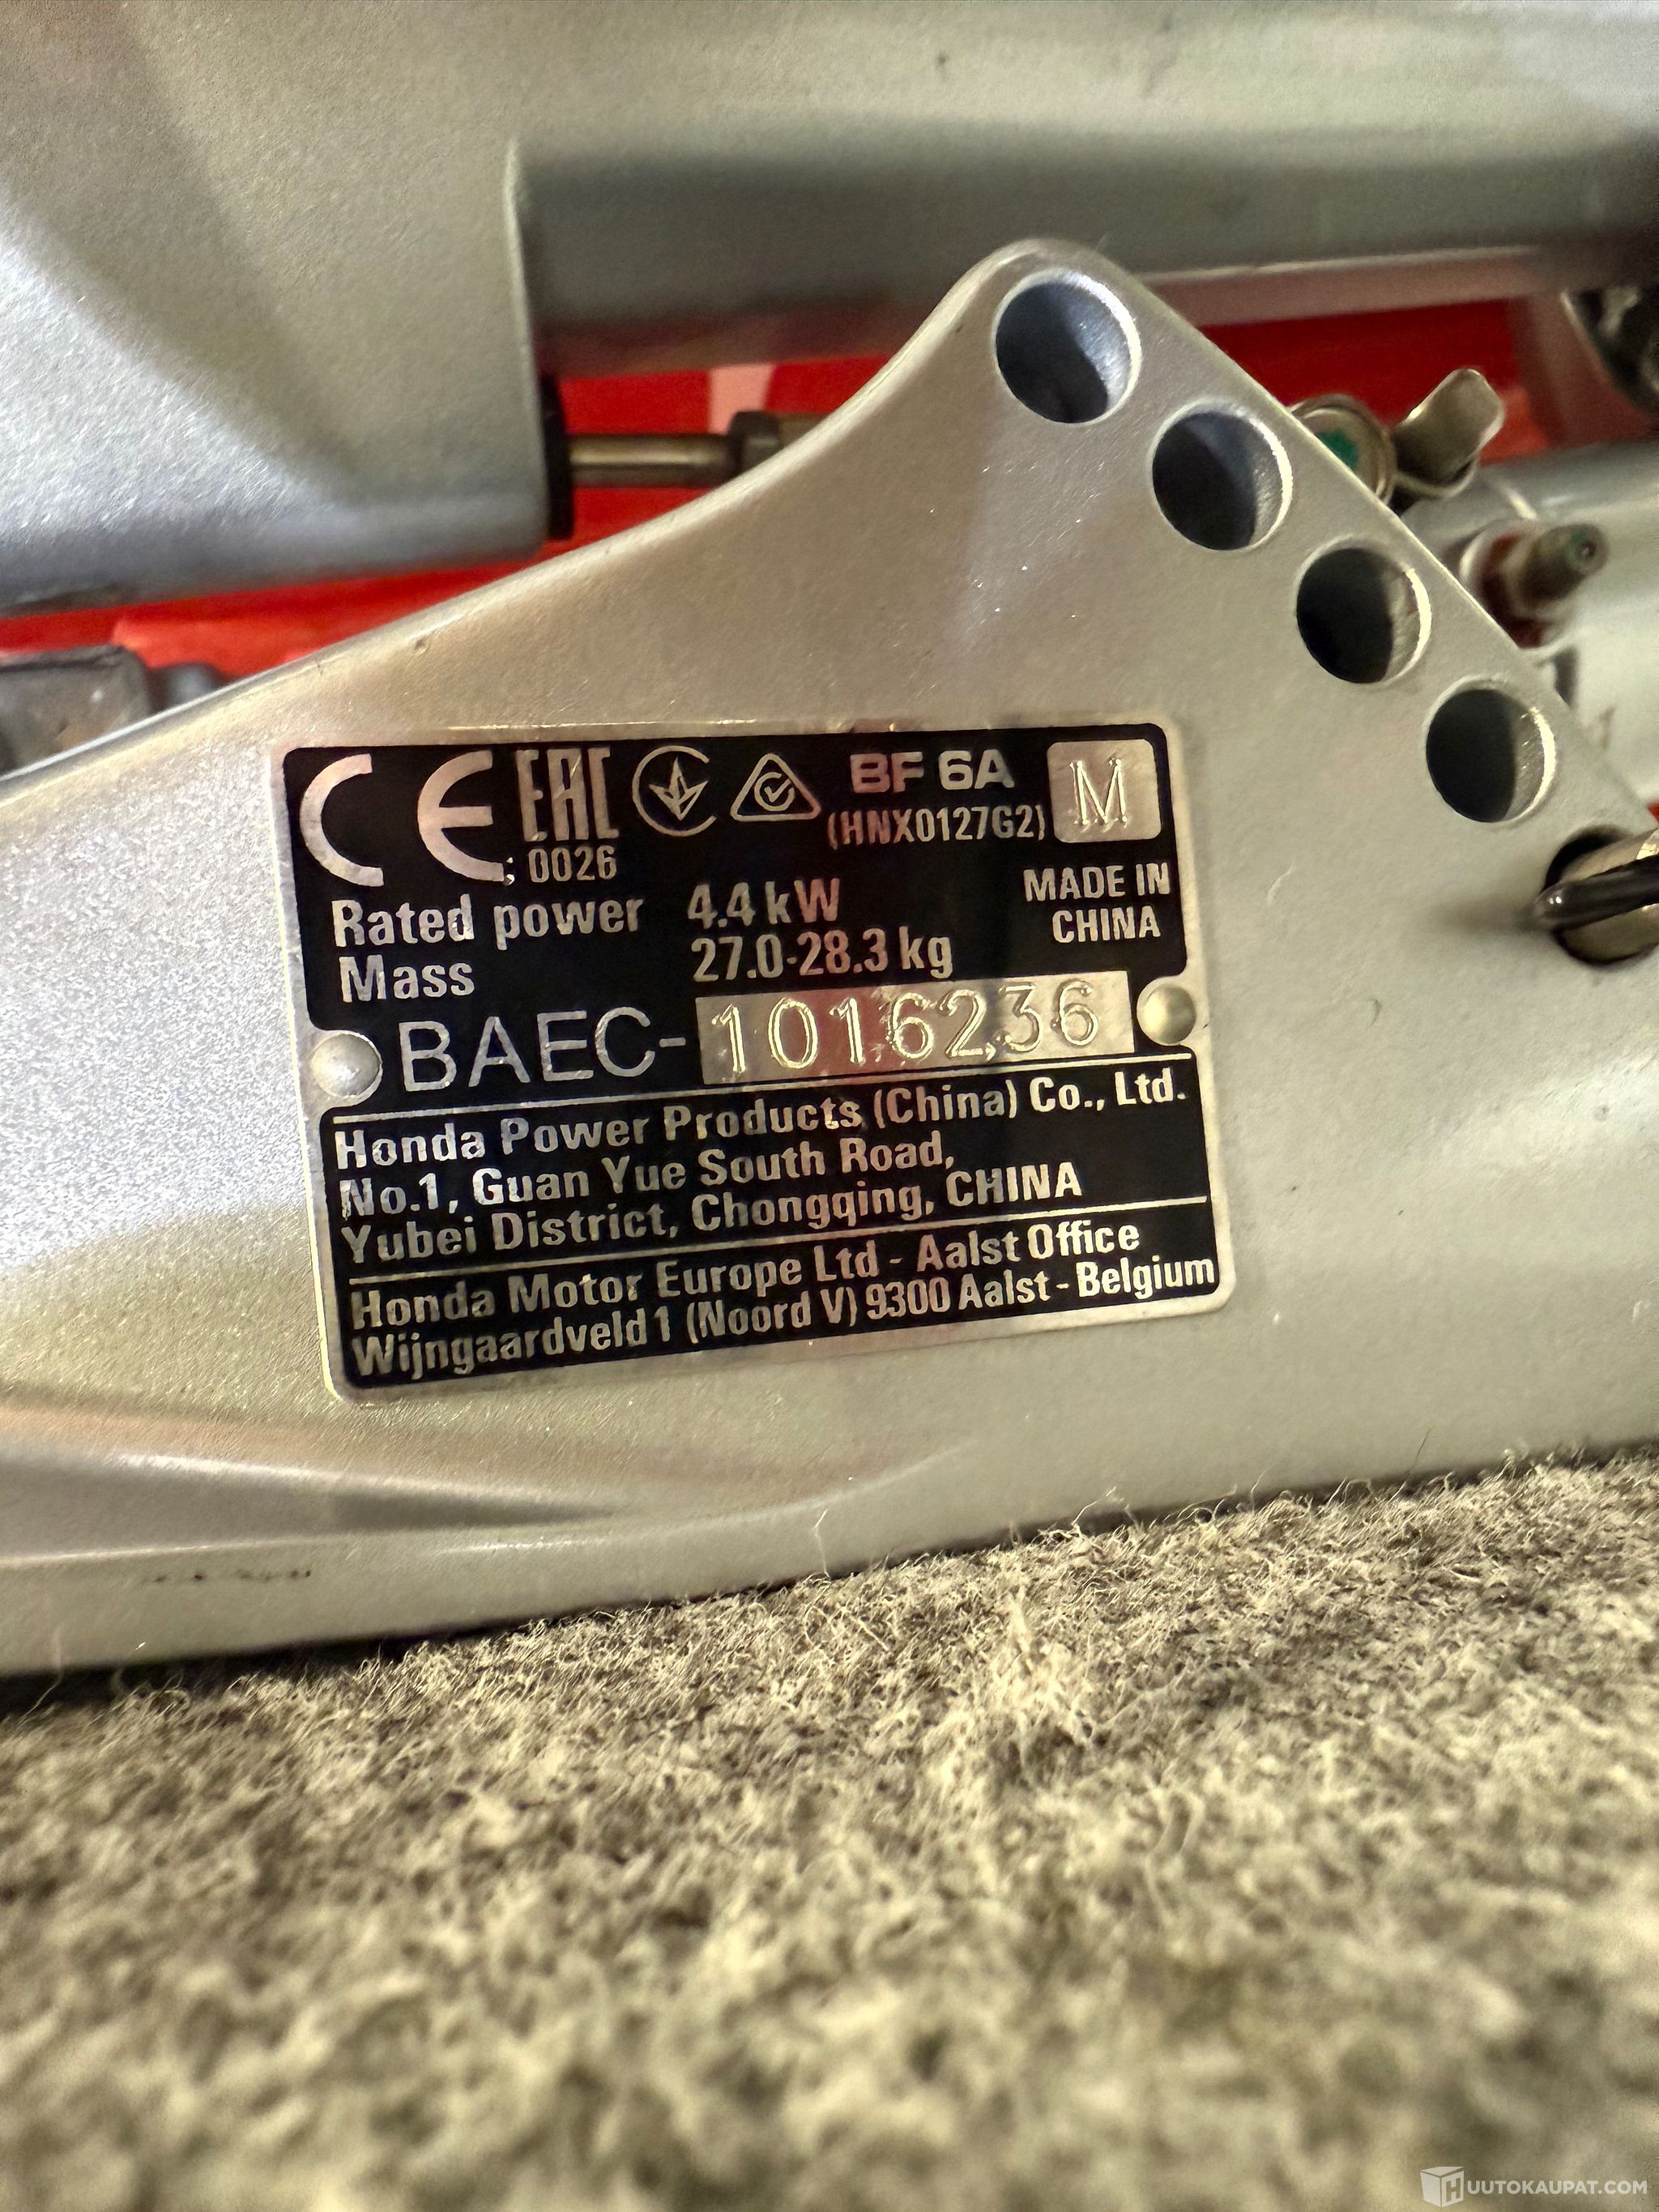 CE EAC BF 6A M
; 0026 (HNX0127G2)
Rated power 4.4 kW MADE IN
Mass 27.0-28.3 kg CHINA
BAEC-1016236
Honda Power Products (China) Co., Ltd.
No.1, Guan Yue South Road,
Yubei District, Chongqing, CHINA
Honda Motor Europe Ltd - Aalst Office
Wijngaardveld 1 (Noord V) 9300 Aalst - Belgium
HUUTOKAUPAT.COM